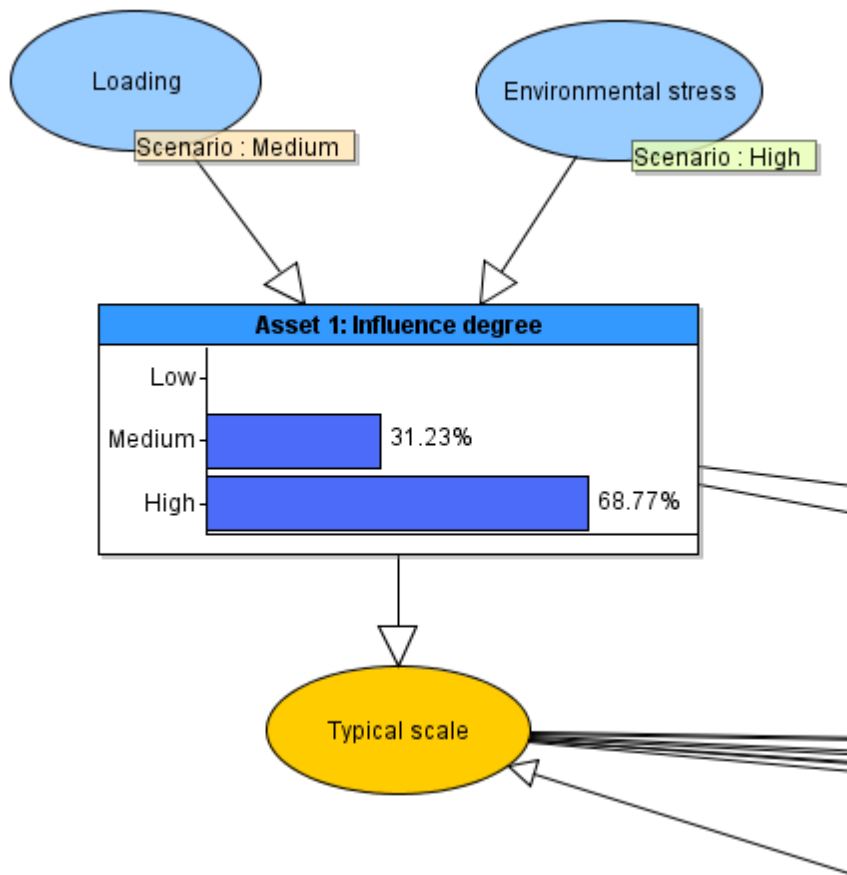 Loading
Scenario : Medium
Environmental stress
Scenario : High
Asset 1: Influence degree
Low
Medium 31.23%
High 68.77%
Typical scale